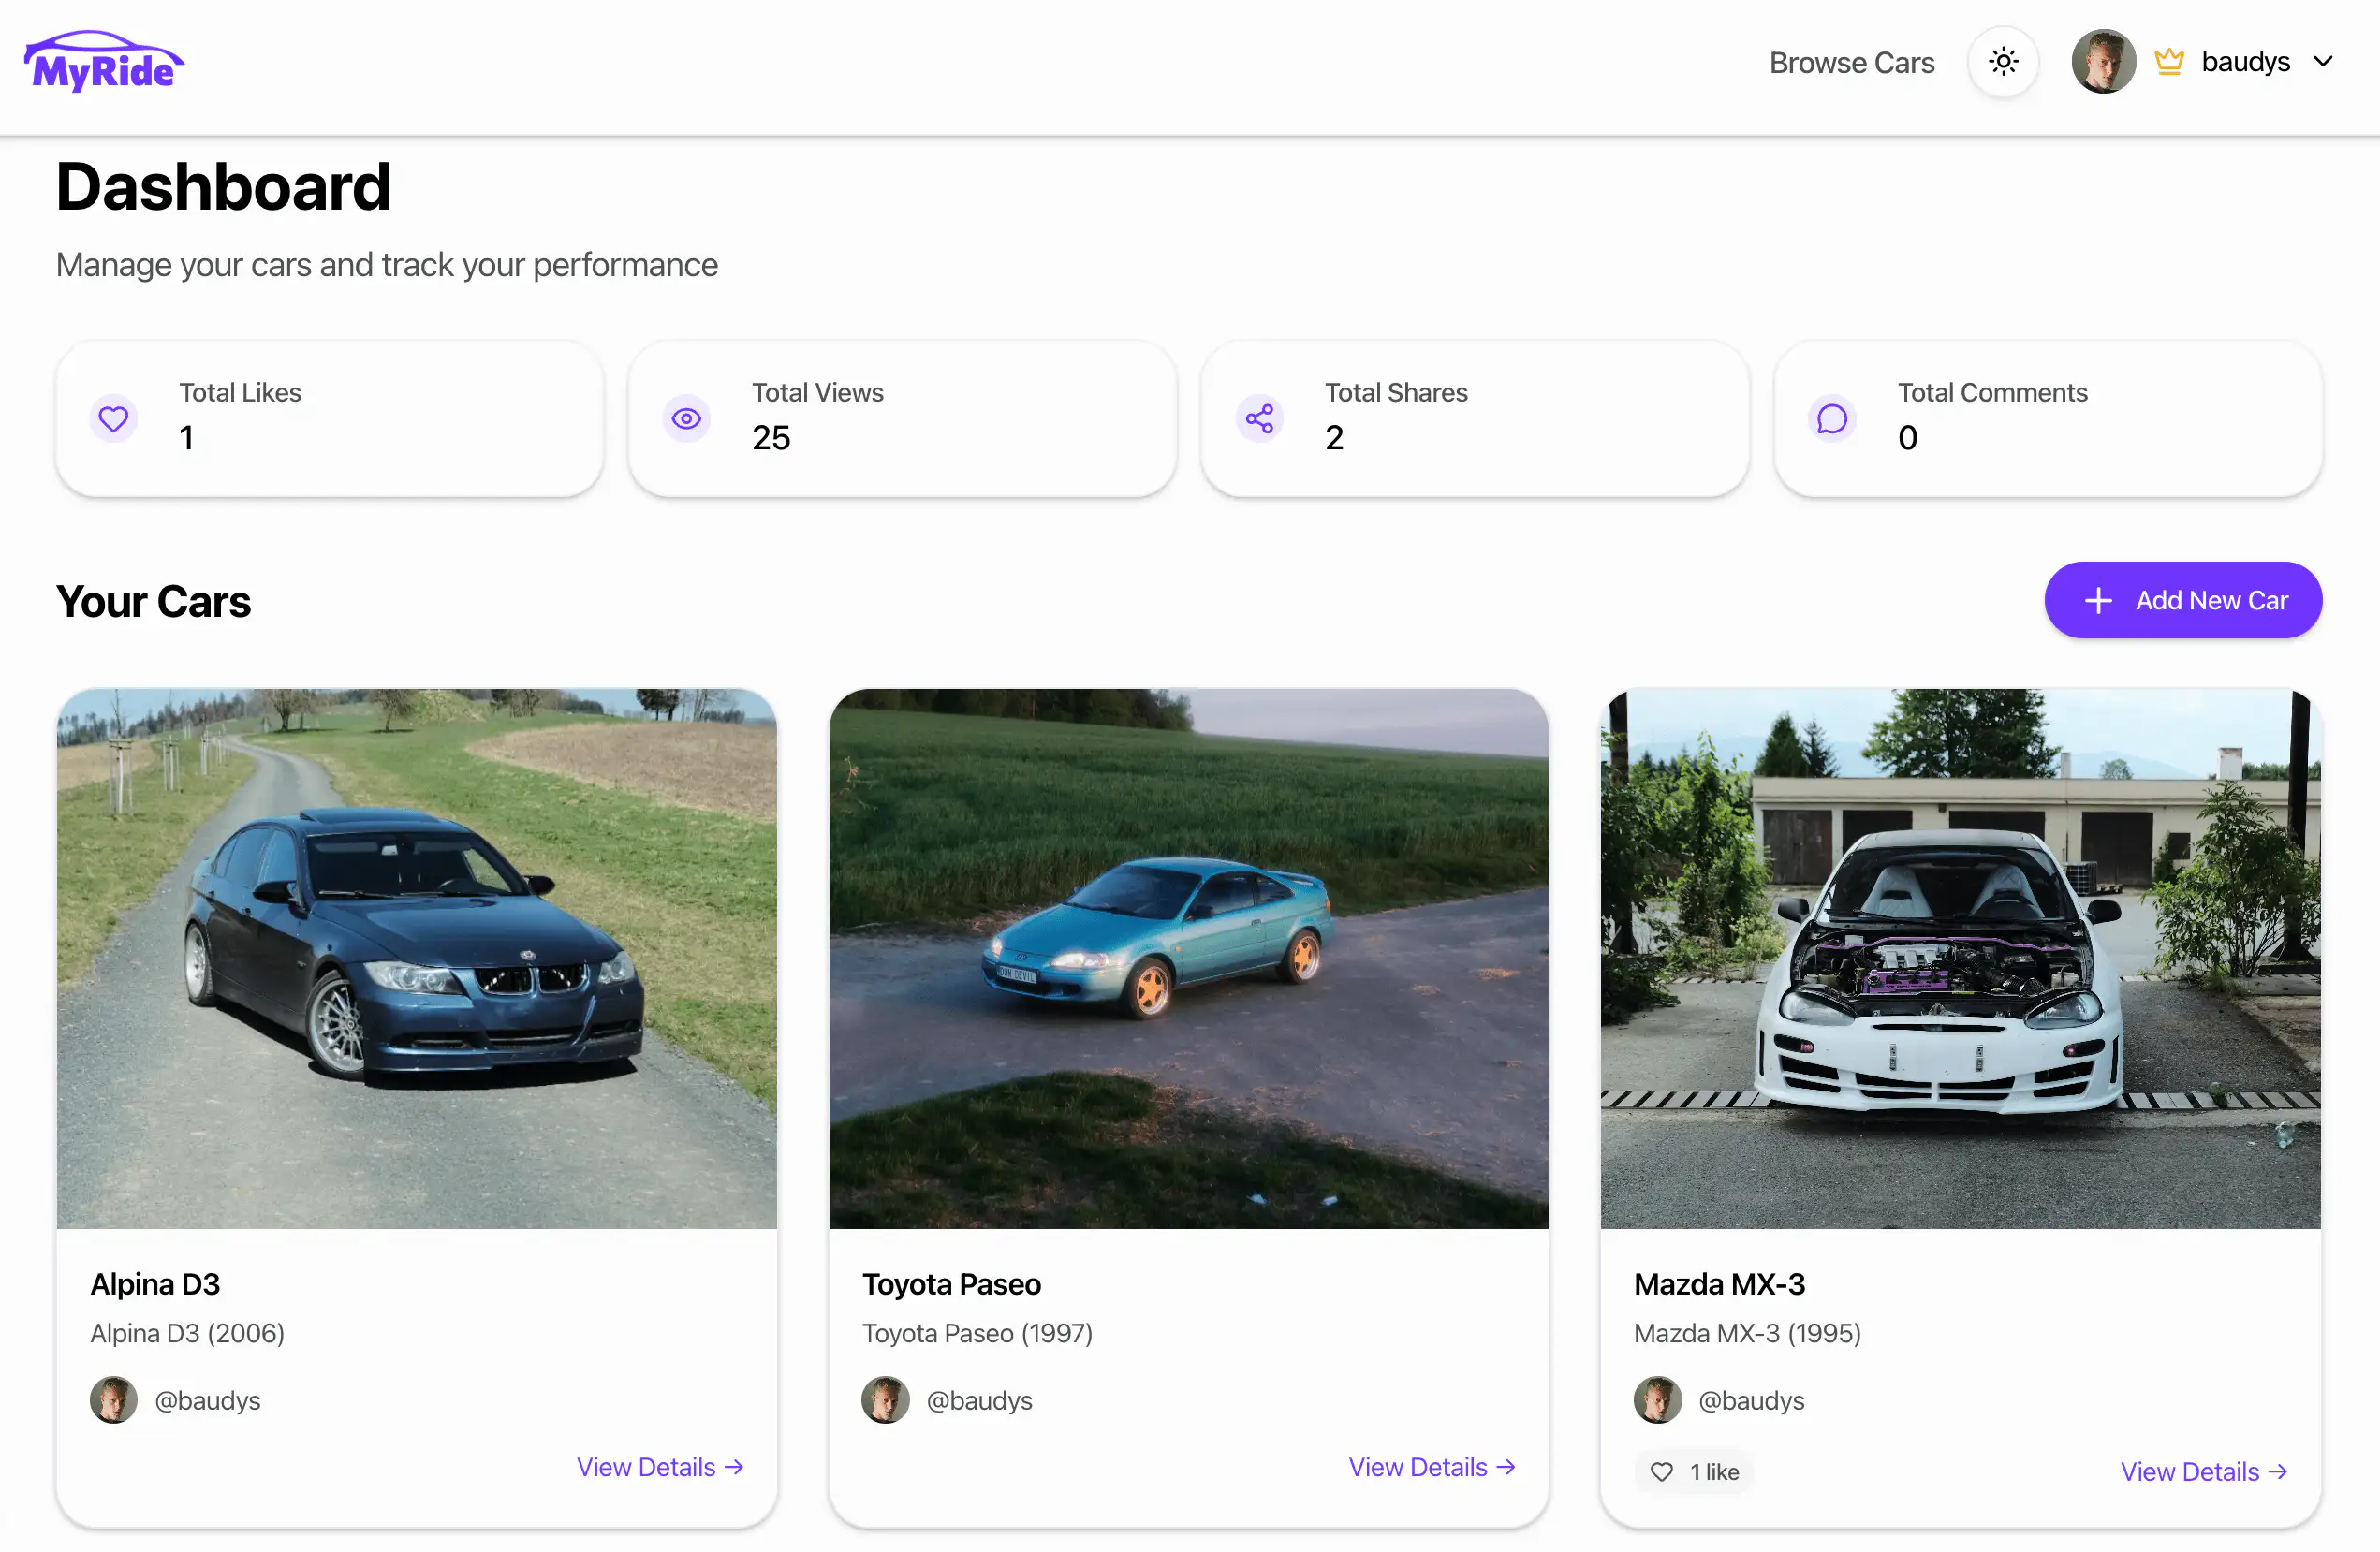 MyRide
Browse Cars
baudys
Dashboard
Manage your cars and track your performance
Total Likes
1
Total Views
25
Total Shares
2
Total Comments
0
Your Cars
Add New Car
Alpina D3
Alpina D3 (2006)
@baudys
View Details →
DEVIL
Toyota Paseo
Toyota Paseo (1997)
@baudys
View Details →
Mazda MX-3
Mazda MX-3 (1995)
@baudys
1 like
View Details →